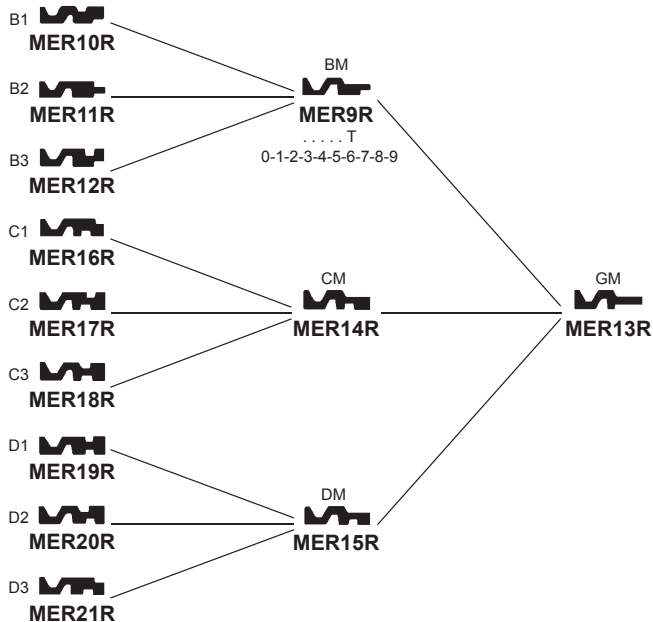 B1
MER10R
B2
MER11R
B3
MER12R
C1
MER16R
C2
MER17R
C3
MER18R
D1
MER19R
D2
MER20R
D3
MER21R
BM
MER9R
. . . . . T
0-1-2-3-4-5-6-7-8-9
CM
MER14R
DM
MER15R
GM
MER13R